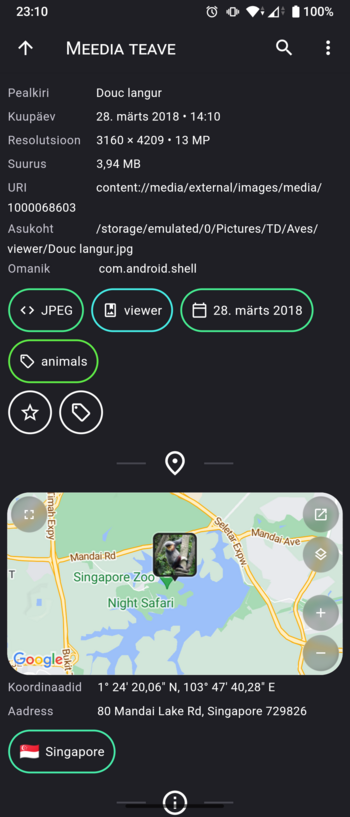 23:10
100%
MEEDIA TEAVE
Pealkiri Douc langur
Kuupäev 28. märts 2018 • 14:10
Resolutsioon 3160 × 4209 • 13 MP
Suurus 3,94 MB
URI content://media/external/images/media/
1000068603
Asukoht /storage/emulated/0/Pictures/TD/Aves/
viewer/Douc langur.jpg
Omanik com.android.shell
JPEG viewer 28. märts 2018
animals
Seletar Expy.
Mandai Ave
Mandai Rd
T Singapore Zoo
Night Safari
Google
Koordinaadid 1° 24' 20,06" N, 103° 47' 40,28" E
Aadress 80 Mandai Lake Rd, Singapore 729826
Singapore